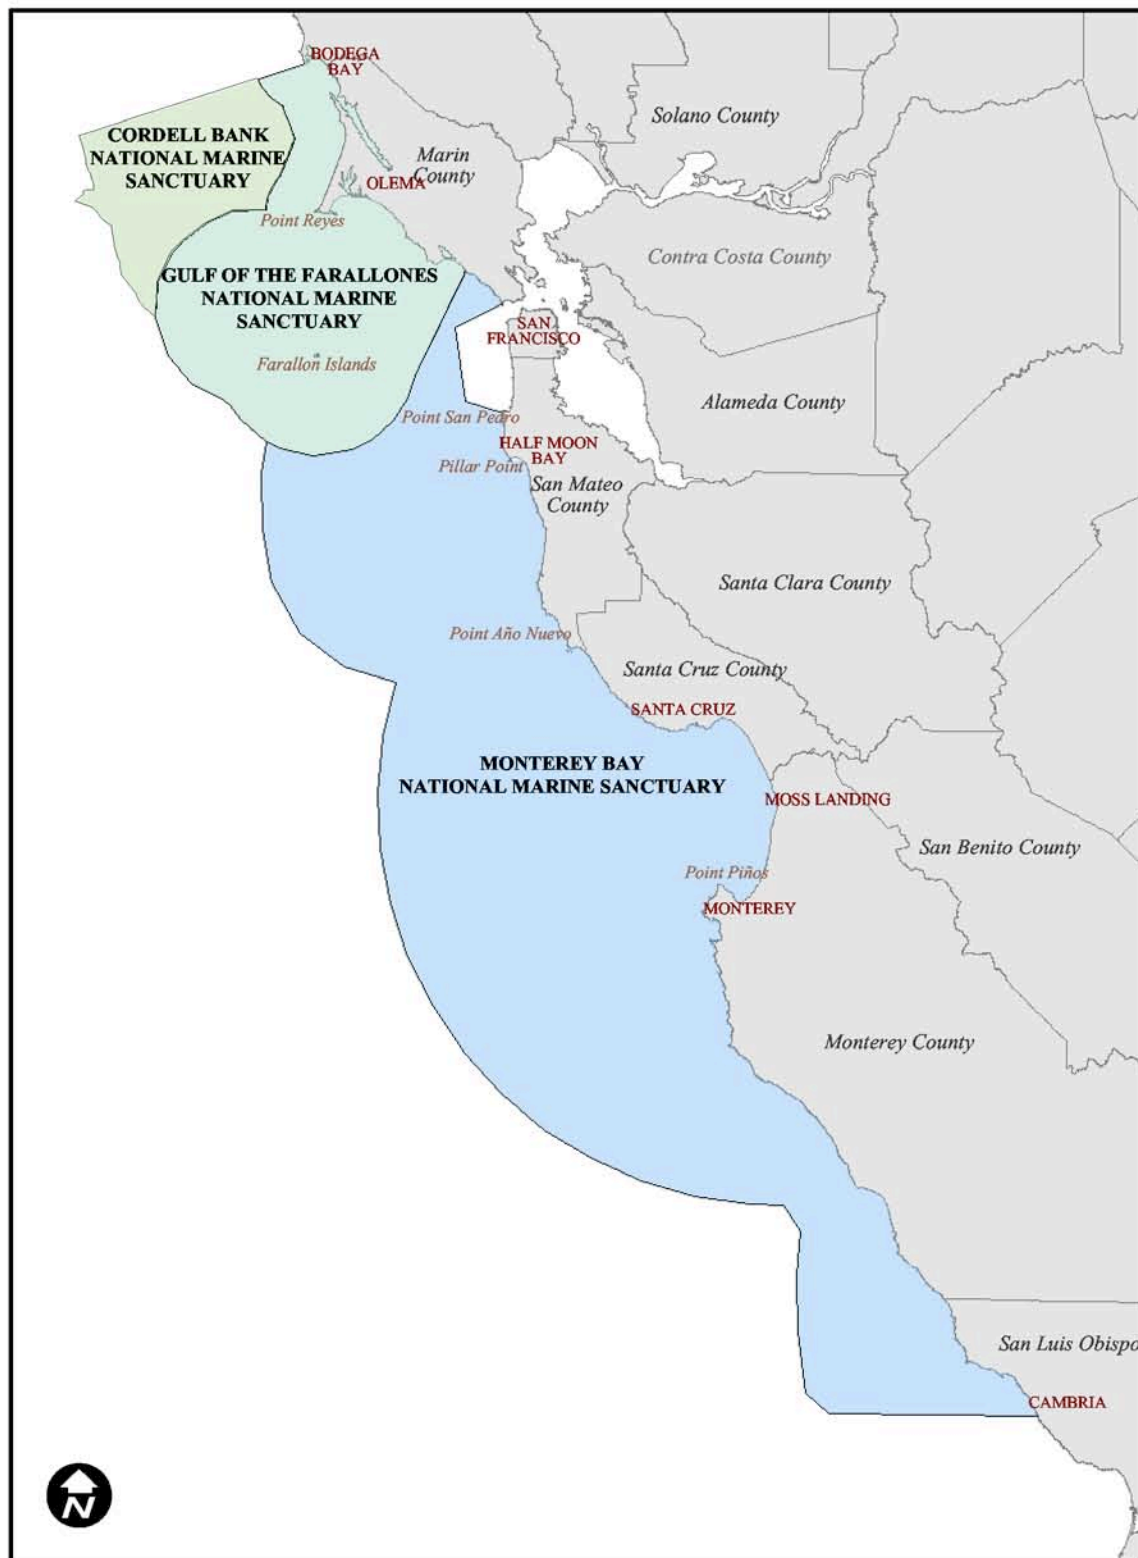 BODEGA
BAY
Solano County
CORDELL BANK
NATIONAL MARINE
SANCTUARY
Marin
County
OLEMA
Point Reyes
Contra Costa County
GULF OF THE FARALLONES
NATIONAL MARINE
SANCTUARY
SAN
FRANCISCO
Farallon Islands
Alameda County
Point San Pedro
HALF MOON
BAY
Pillar Point
San Mateo
County
Santa Clara County
Point Año Nuevo
Santa Cruz County
SANTA CRUZ
MONTEREY BAY
NATIONAL MARINE SANCTUARY
MOSS LANDING
San Benito County
Point Piños
MONTEREY
Monterey County
San Luis Obispo
CAMBRIA
N